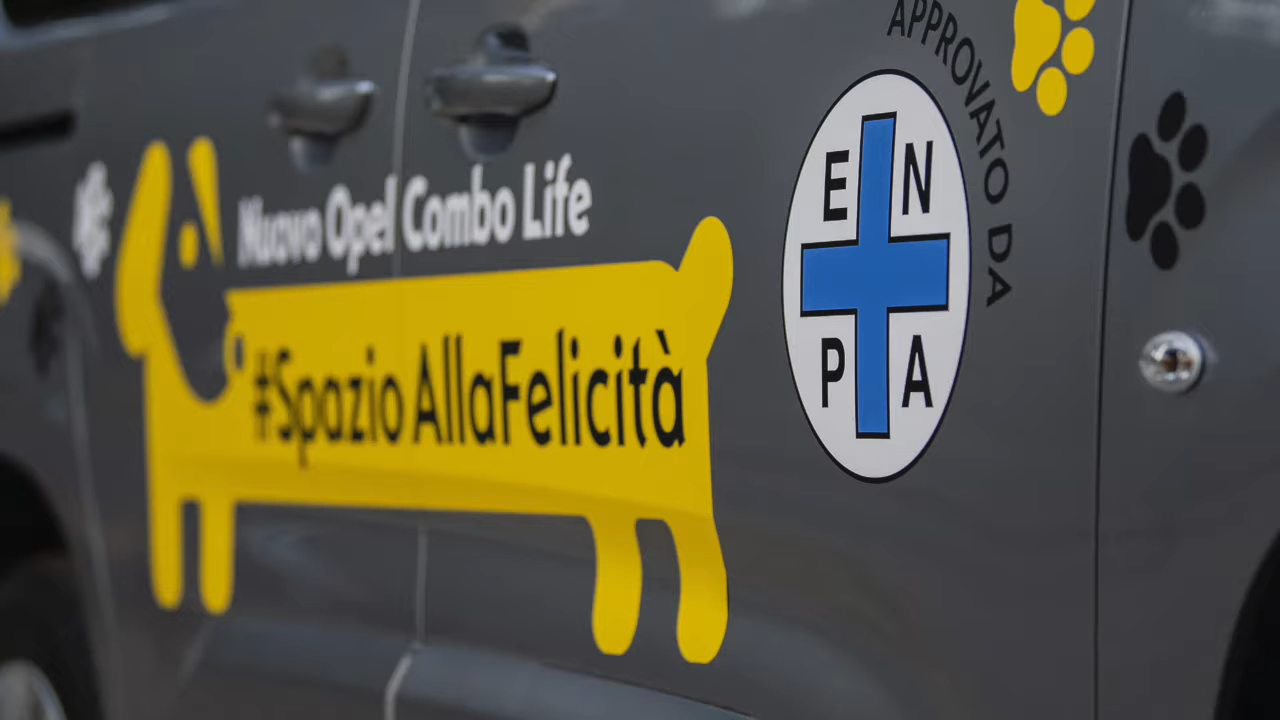 Nuovo Opel Combo Life
#SpazioAllaFelicità
APPROVATO DA
E N
P A